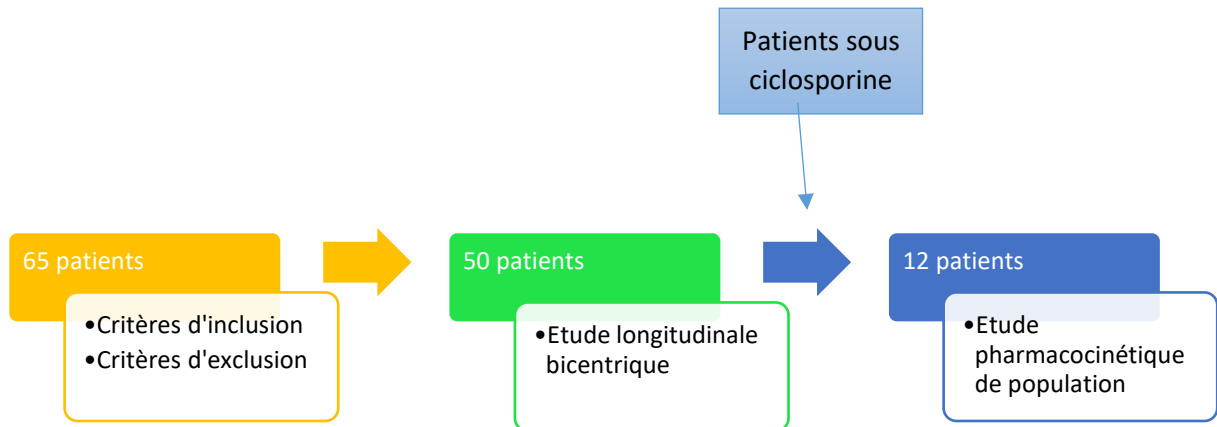 Patients sous
ciclosporine
65 patients
•Critères d'inclusion
•Critères d'exclusion
50 patients
•Etude longitudinale
bicentrique
12 patients
•Etude
pharmacocinétique
de population